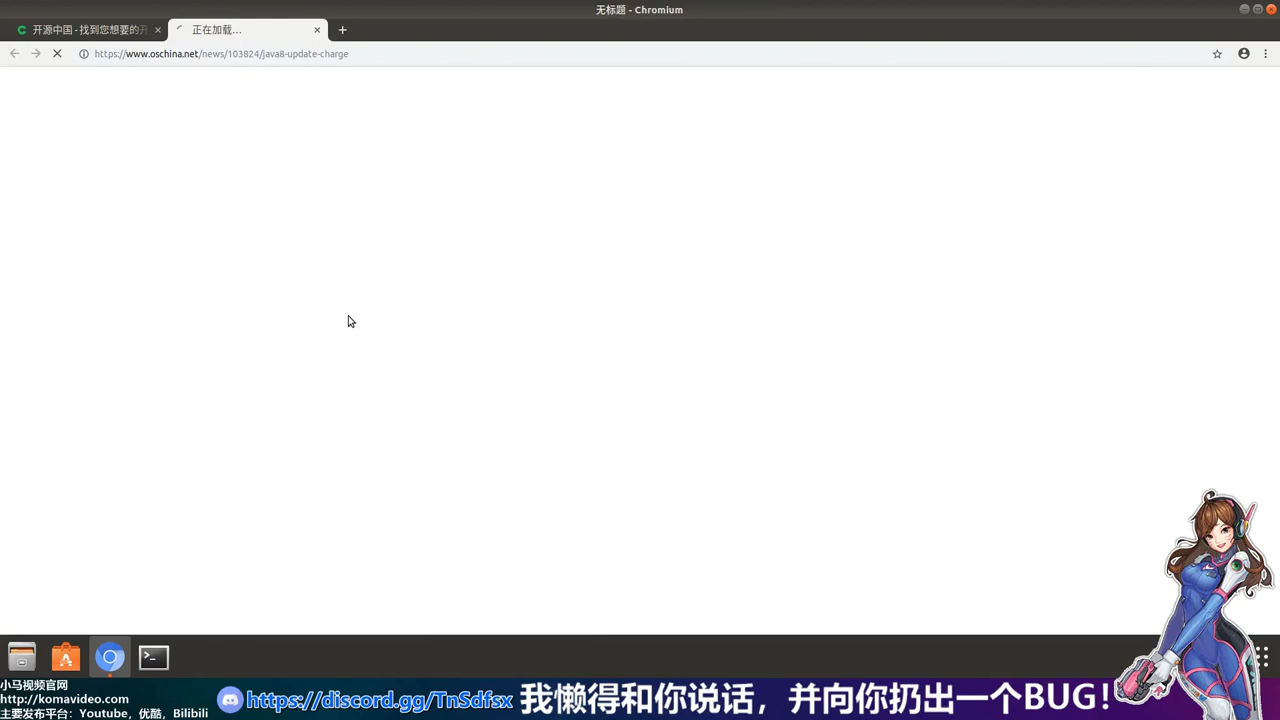 无标题 - Chromium
开源中国 - 找到您想要的开
正在加载…
https://www.oschina.net/news/103824/java8-update-charge
小马视频官网
http://komavideo.com
主要发布平台：Youtube，优酷，Bilibili
https://discord.gg/TnSdfsx 我懒得和你说话，并向你扔出一个BUG！